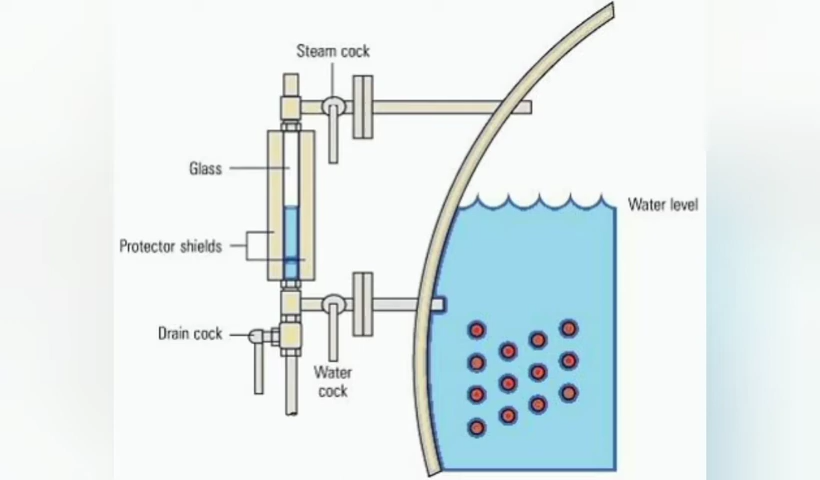 Steam cock
Glass
Water level
Protector shields
Drain cock
Water
cock